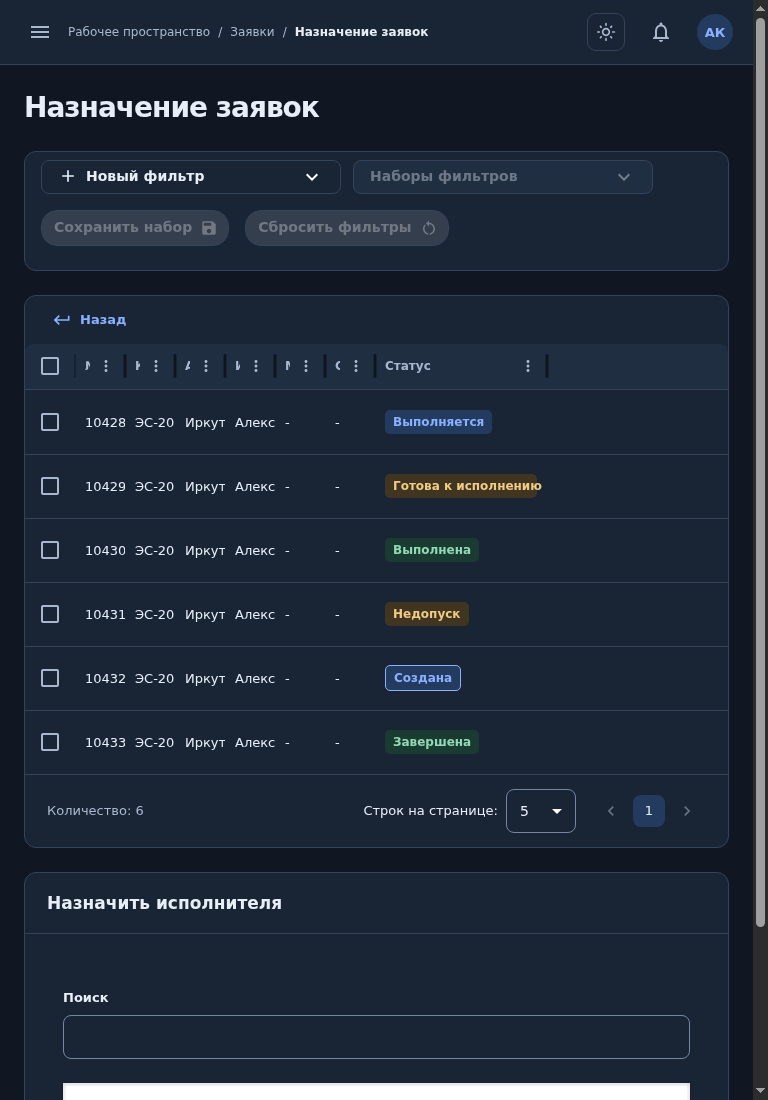 Рабочее пространство / Заявки / Назначение заявок
АК
Назначение заявок
Новый фильтр
Наборы фильтров
Сохранить набор
Сбросить фильтры
Назад
Статус
10428 ЭС-20 Иркут Алекс - - Выполняется
10429 ЭС-20 Иркут Алекс - - Готова к исполнению
10430 ЭС-20 Иркут Алекс - - Выполнена
10431 ЭС-20 Иркут Алекс - - Недопуск
10432 ЭС-20 Иркут Алекс - - Создана
10433 ЭС-20 Иркут Алекс - - Завершена
Количество: 6
Строк на странице: 5
1
Назначить исполнителя
Поиск